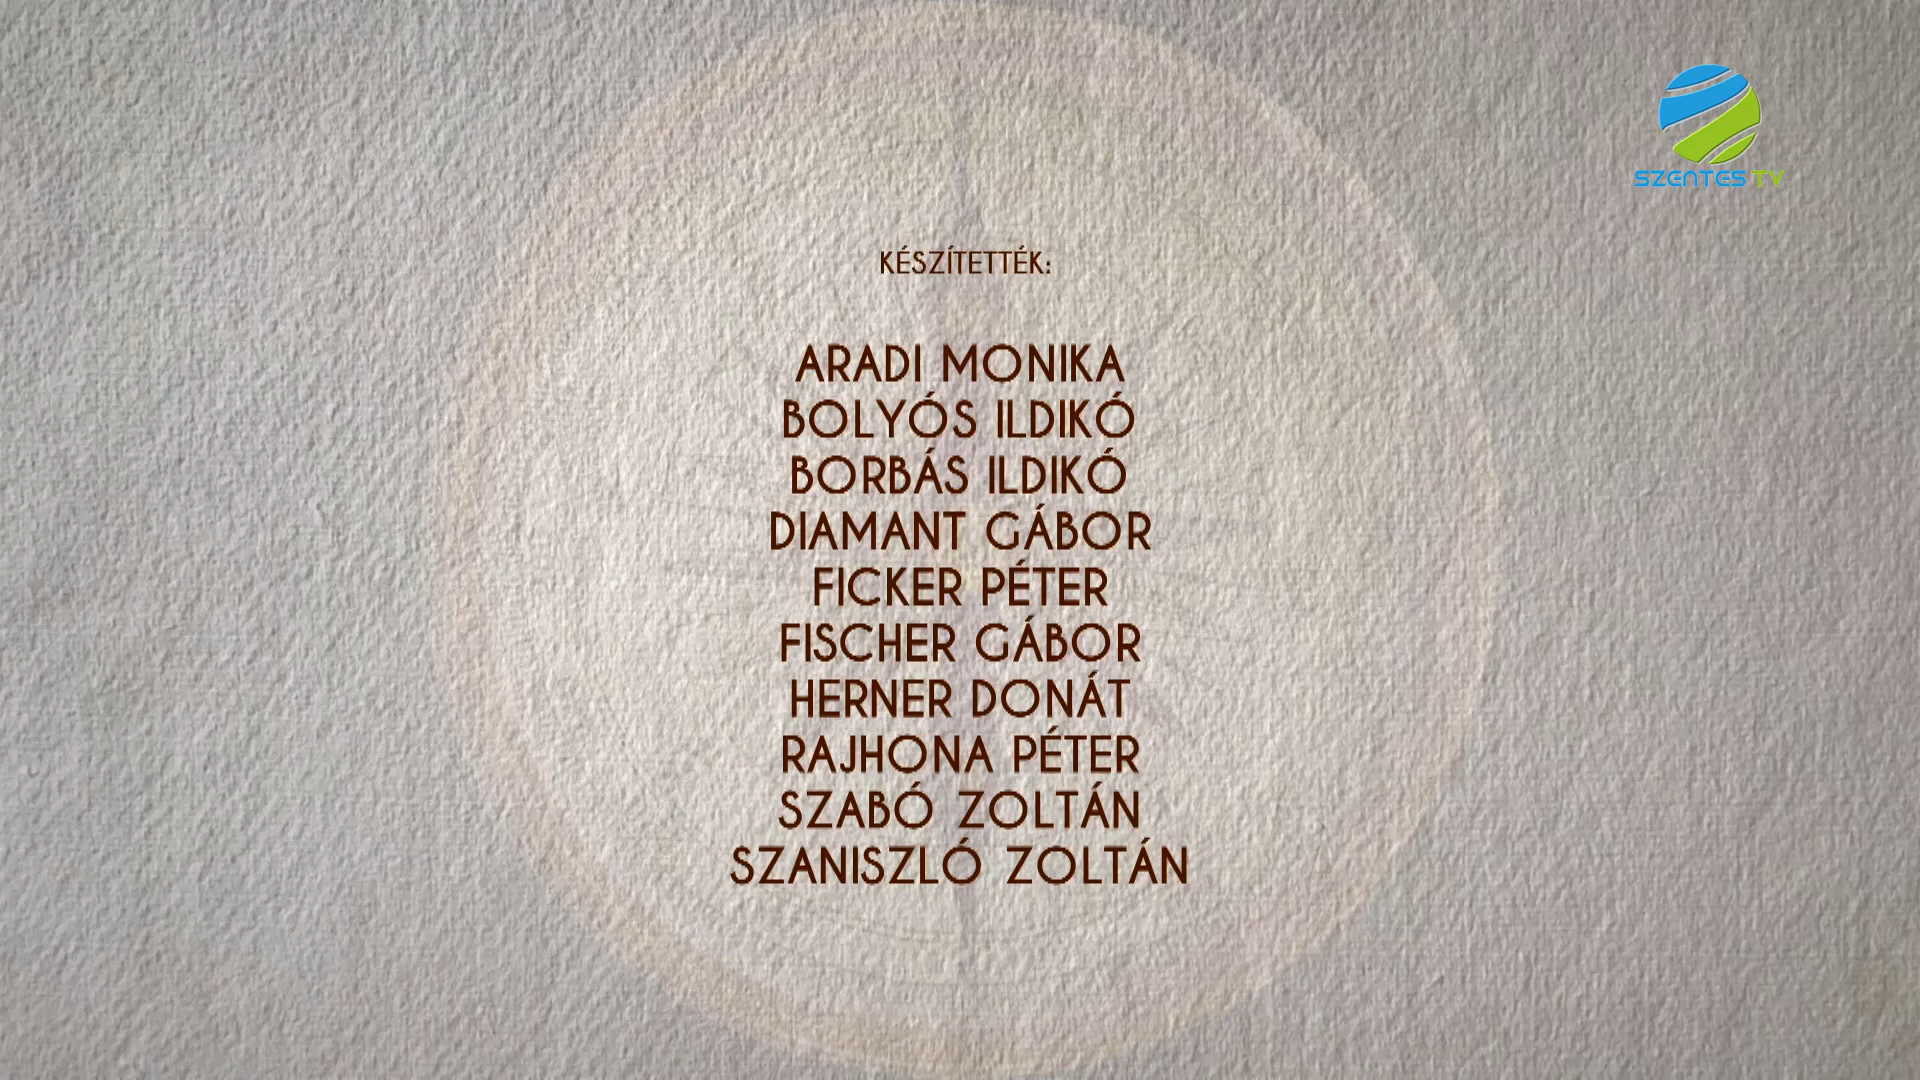 SZENTES TV
KÉSZÍTETTÉK:
ARADI MONIKA
BOLYÓS ILDIKÓ
BORBÁS ILDIKÓ
DIAMANT GÁBOR
FICKER PÉTER
FISCHER GÁBOR
HERNER DONÁT
RAJHONA PÉTER
SZABÓ ZOLTÁN
SZANISZLÓ ZOLTÁN